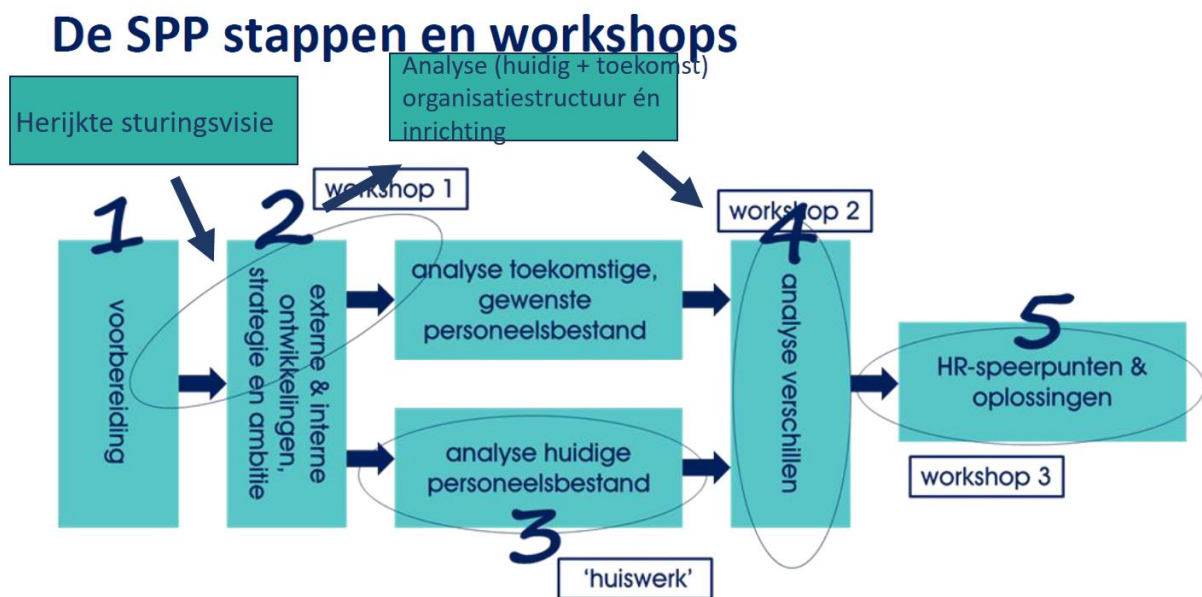 De SPP stappen en workshops
Herijkte sturingsvisie
Analyse (huidig + toekomst)
organisatiestructuur én
inrichting
workshop 1
workshop 2
1
voorbereiding
2
externe & interne
ontwikkelingen,
strategie en ambitie
analyse toekomstige,
gewenste
personeelsbestand
analyse huidige
personeelsbestand
3
'huiswerk'
4
analyse verschillen
5
HR-speerpunten &
oplossingen
workshop 3